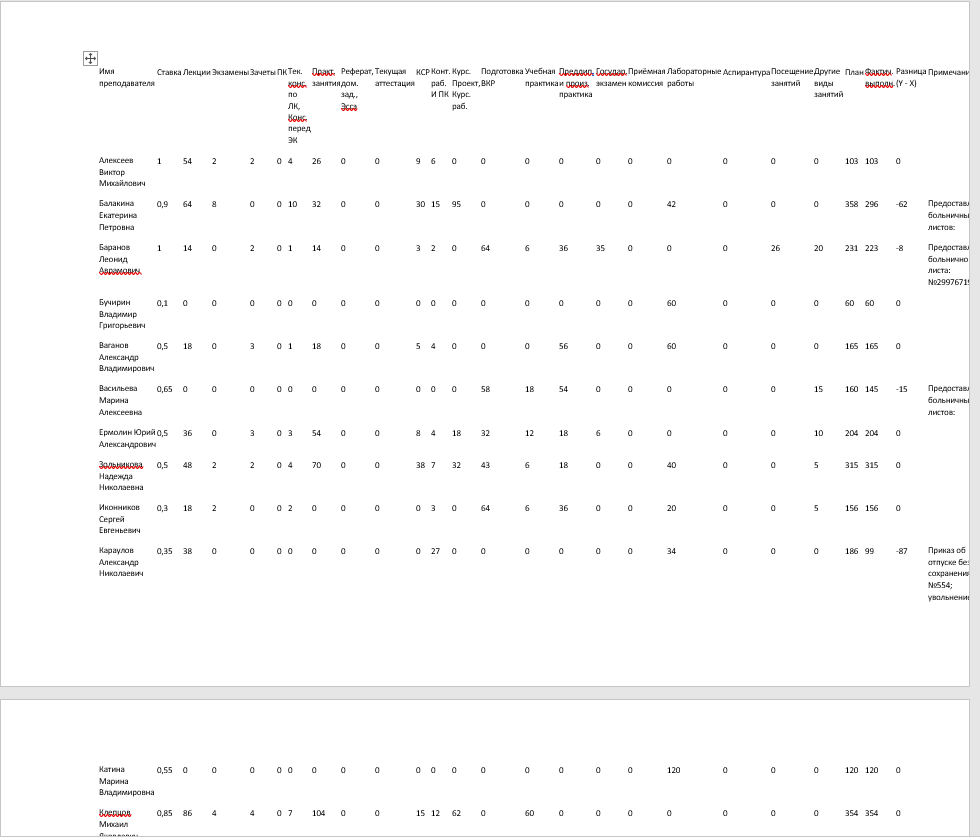 Имя преподавателя Ставка Лекции Экзамены Зачеты ПК Тек. конс. по ЛК, Конс. перед ЭК Практ. занятия Реферат, дом. зад., Эссэ Текущая аттестация КСР Конт. раб. И ПК Курс. Проект, Курс. раб. Подготовка ВКР Учебная практика Преддип. и произ. практика Государ. экзамен Приёмная комиссия Лабораторные работы Аспирантура Посещение занятий Другие виды занятий План Фактич. выполн. Разница (Y - X) Примечани
Алексеев Виктор Михайлович 1 54 2 2 0 4 26 0 0 9 6 0 0 0 0 0 0 0 0 0 0 103 103 0
Балакина Екатерина Петровна 0,9 64 8 0 0 10 32 0 0 30 15 95 0 0 0 0 0 42 0 0 0 358 296 -62 Предостав больничны листов:
Баранов Леонид Аврамович 1 14 0 2 0 1 14 0 0 3 2 0 64 6 36 35 0 0 0 26 20 231 223 -8 Предостав больнично листа: №29976719
Бучирин Владимир Григорьевич 0,1 0 0 0 0 0 0 0 0 0 0 0 0 0 0 0 0 60 0 0 0 60 60 0
Ваганов Александр Владимирович 0,5 18 0 3 0 1 18 0 0 5 4 0 0 0 56 0 0 60 0 0 0 165 165 0
Васильева Марина Алексеевна 0,65 0 0 0 0 0 0 0 0 0 0 0 58 18 54 0 0 0 0 0 15 160 145 -15 Предостав больничны листов:
Ермолин Юрий Александрович 0,5 36 0 3 0 3 54 0 0 8 4 18 32 12 18 6 0 0 0 0 10 204 204 0
Зольникова Надежда Николаевна 0,5 48 2 2 0 4 70 0 0 38 7 32 43 6 18 0 0 40 0 0 5 315 315 0
Иконников Сергей Евгеньевич 0,3 18 2 0 0 2 0 0 0 0 3 0 64 6 36 0 0 20 0 0 5 156 156 0
Караулов Александр Николаевич 0,35 38 0 0 0 0 0 0 0 0 27 0 0 0 0 0 0 34 0 0 0 186 99 -87 Приказ об отпуске без сохранени №554; увольнени
Катина Марина Владимировна 0,55 0 0 0 0 0 0 0 0 0 0 0 0 0 0 0 0 120 0 0 0 120 120 0
Клепцов Михаил 0,85 86 4 4 0 7 104 0 0 15 12 62 0 60 0 0 0 0 0 0 0 354 354 0